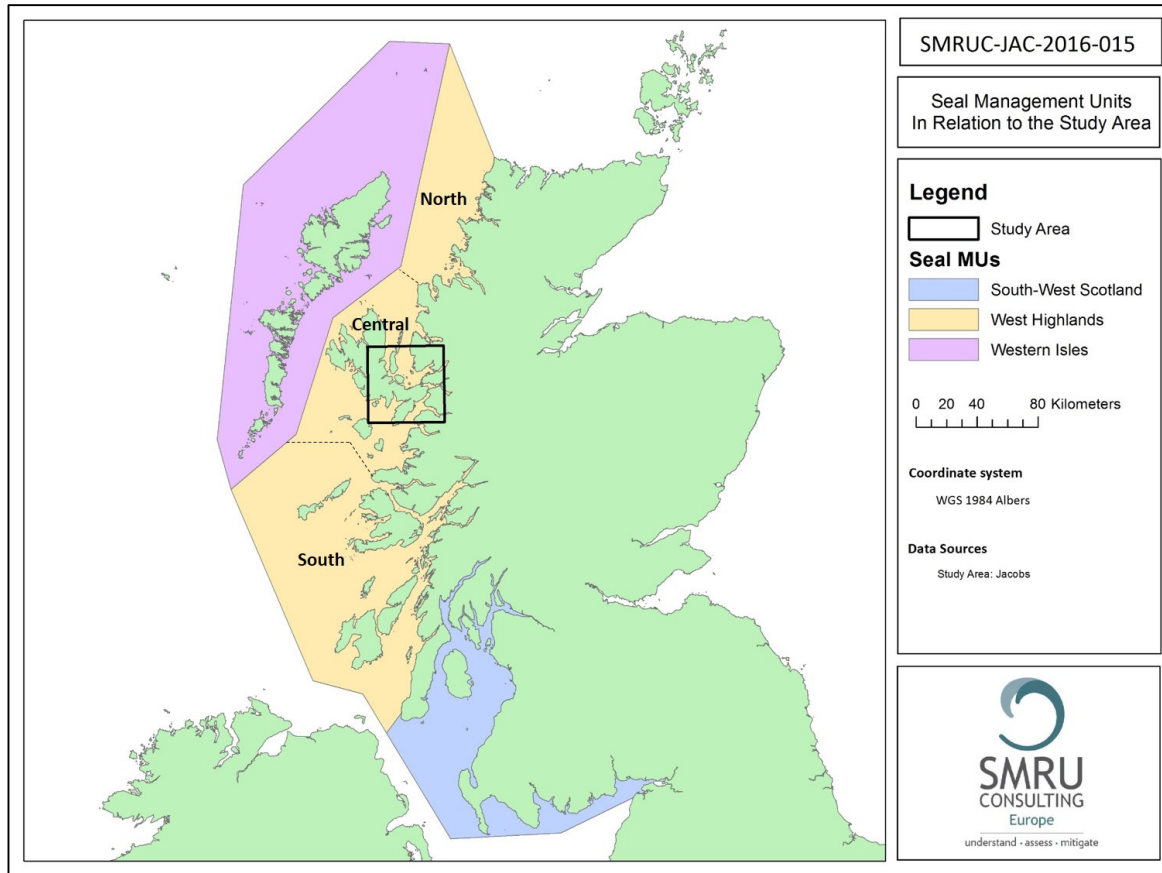 North
Central
South
SMRUC-JAC-2016-015
Seal Management Units
In Relation to the Study Area
Legend
Study Area
Seal MUs
South-West Scotland
West Highlands
Western Isles
0 20 40 80 Kilometers
Coordinate system
WGS 1984 Albers
Data Sources
Study Area: Jacobs
SMRU
CONSULTING
Europe
understand • assess • mitigate